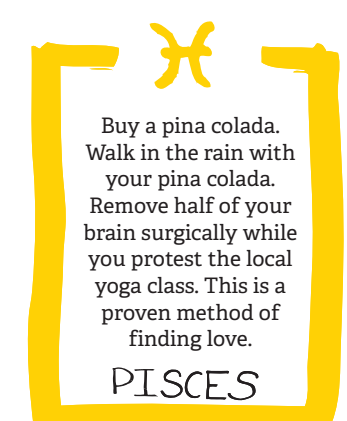 Buy a pina colada.
Walk in the rain with
your pina colada.
Remove half of your
brain surgically while
you protest the local
yoga class. This is a
proven method of
finding love.
PISCES